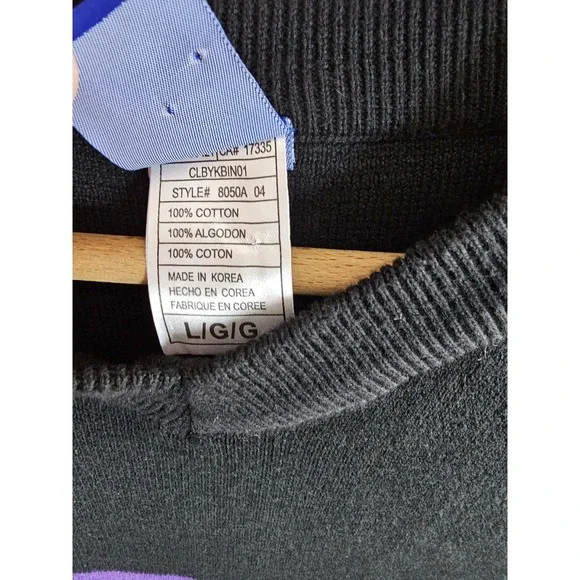 CA# 17335
CLBYKBIN01
STYLE# 8050A 04
100% COTTON
100% ALGODON
100% COTON
MADE IN KOREA
HECHO EN COREA
FABRIQUE EN COREE
L/G/G